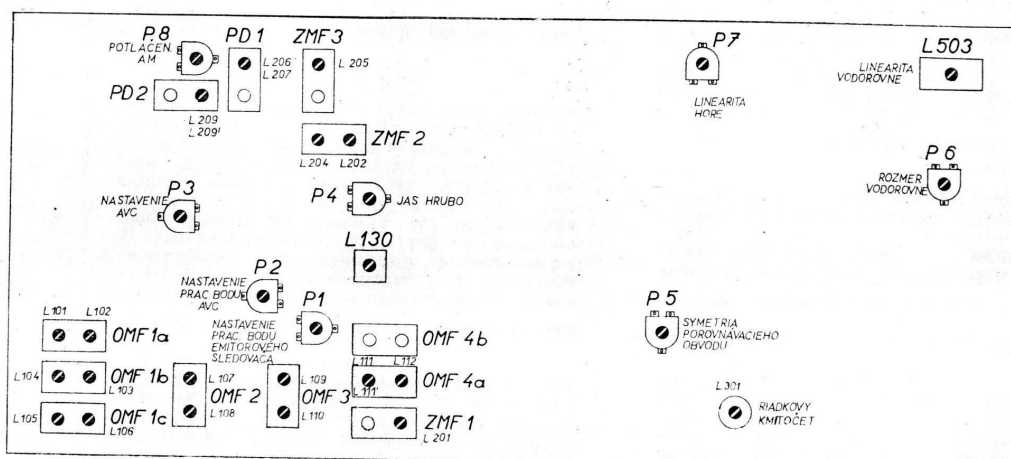 P.8
POTLAČEN.
AM
PD 1
L 206
L 207
ZMF 3
L 205
P7
LINEARITA
HORE
L503
LINEARITA
VODOROVNE
PD 2
L 209
L 209'
ZMF 2
L 204
L 202
P 6
ROZMER
VODOROVNE
P3
NASTAVENIE
AVC
P4
JAS HRUBO
L130
P2
NASTAVENIE
PRAC. BODU
AVC
P1
NASTAVENIE
PRAC. BODU
EMITOROVÉHO
SLEDOVAČA
P 5
SYMETRIA
POROVNÁVACIEHO
OBVODU
L 101
L 102
OMF 1a
OMF 4b
L 111
L 112
L 104
L 103
OMF 1b
L 107
L 108
OMF 2
L 109
L 110
OMF 3
L 111'
OMF 4a
L 105
L 106
OMF 1c
ZMF 1
L 201
L 301
RIADKOVÝ
KMITOČET